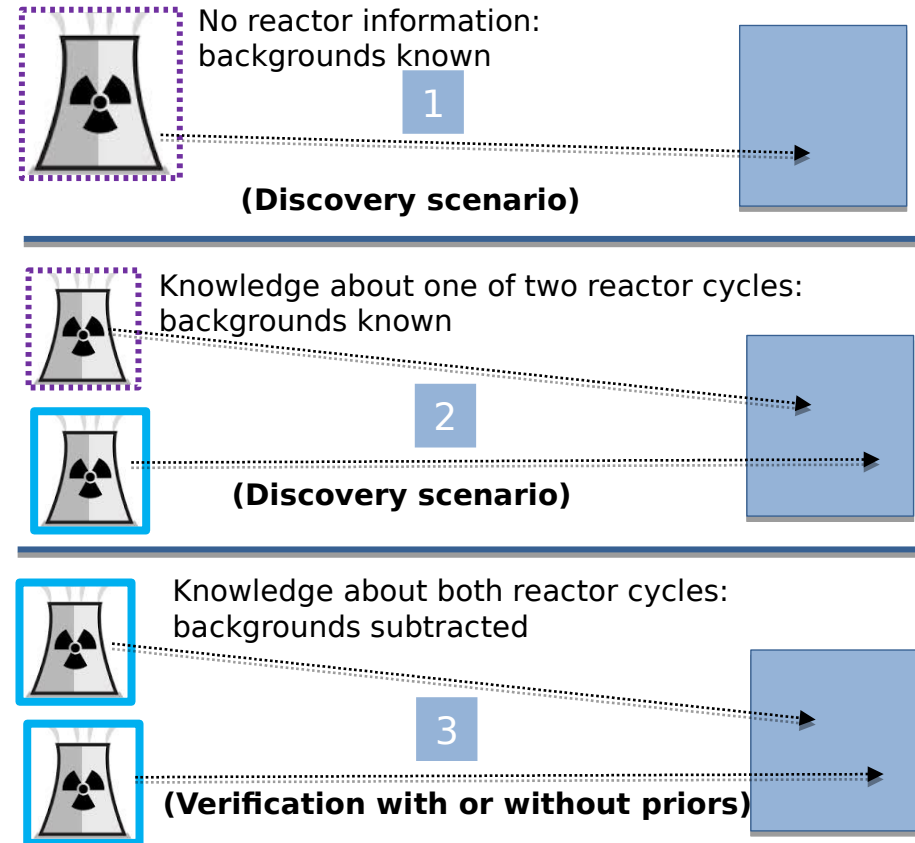 No reactor information:
backgrounds known
1
(Discovery scenario)
Knowledge about one of two reactor cycles:
backgrounds known
2
(Discovery scenario)
Knowledge about both reactor cycles:
backgrounds subtracted
3
(Verification with or without priors)